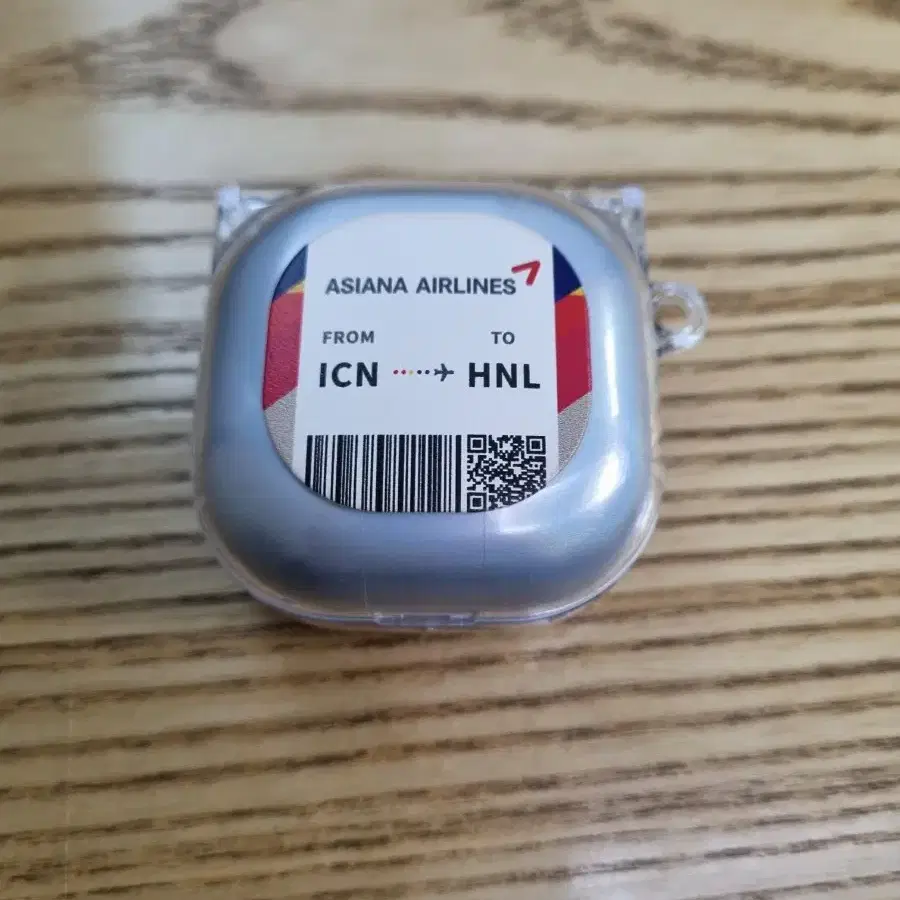 ASIANA AIRLINES
FROM TO
ICN HNL